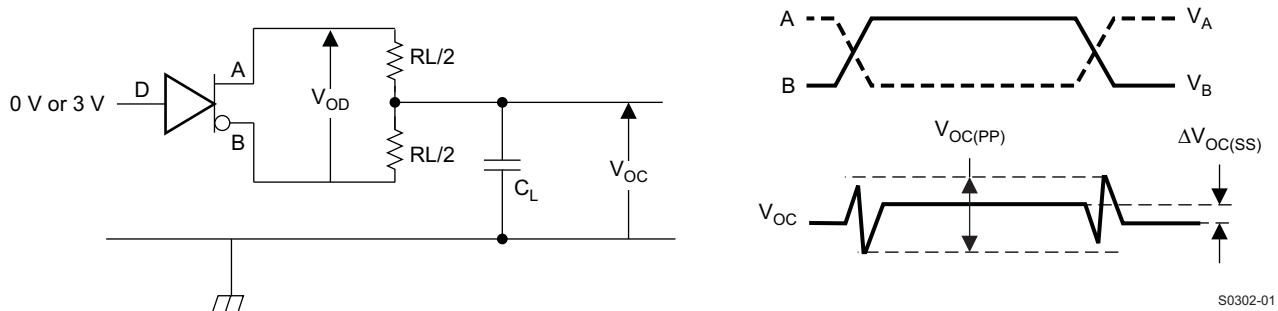 0 V or 3 V
D
A
B
V_OD
RL/2
RL/2
C_L
V_OC
A
B
V_A
V_B
V_OC(PP)
ΔV_OC(SS)
V_OC
S0302-01